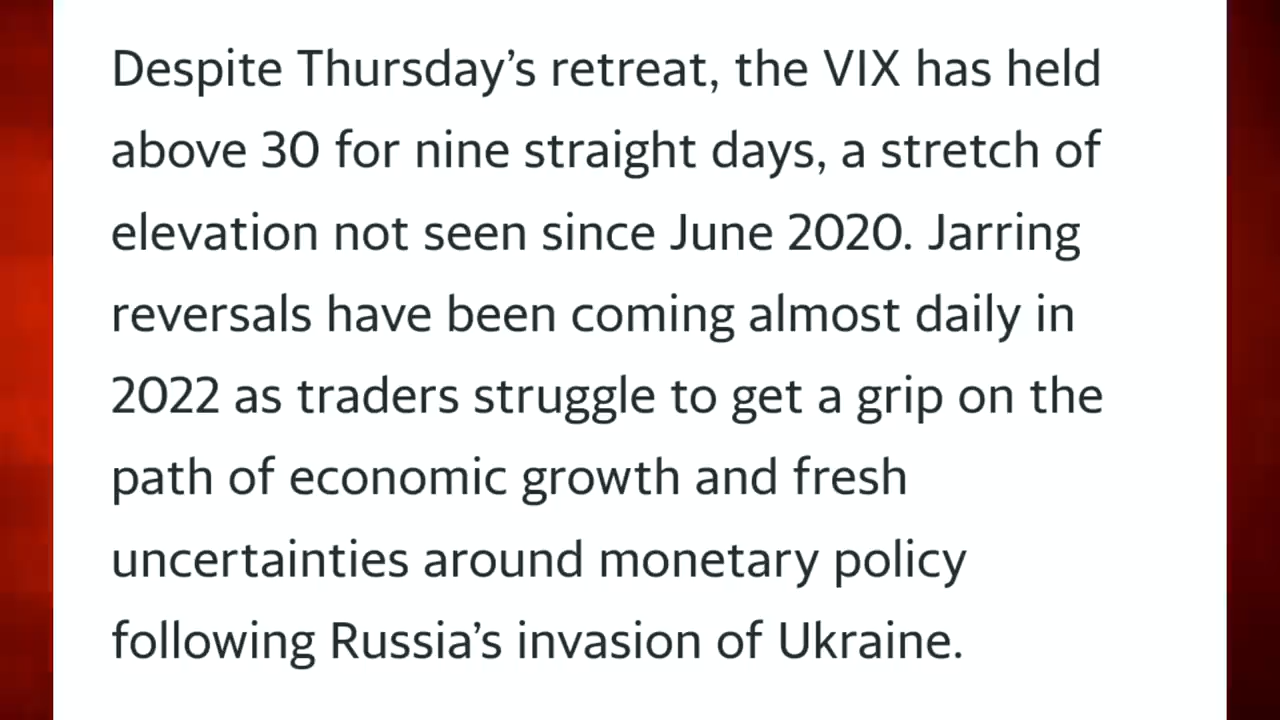 Despite Thursday’s retreat, the VIX has held
above 30 for nine straight days, a stretch of
elevation not seen since June 2020. Jarring
reversals have been coming almost daily in
2022 as traders struggle to get a grip on the
path of economic growth and fresh
uncertainties around monetary policy
following Russia’s invasion of Ukraine.